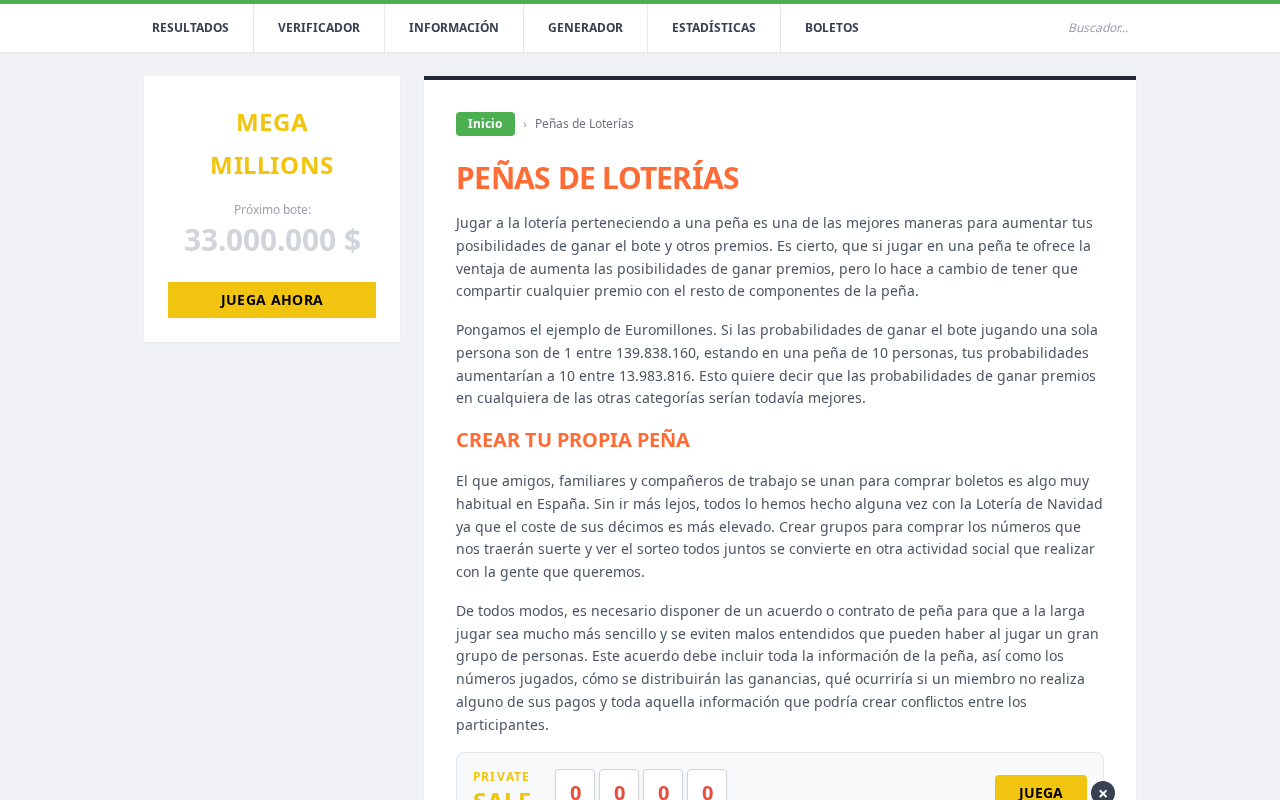 RESULTADOS
VERIFICADOR
INFORMACIÓN
GENERADOR
ESTADÍSTICAS
BOLETOS
Buscador...
MEGA
MILLIONS
Próximo bote:
33.000.000 $
JUEGA AHORA
Inicio › Peñas de Loterías
PEÑAS DE LOTERÍAS
Jugar a la lotería perteneciendo a una peña es una de las mejores maneras para aumentar tus
posibilidades de ganar el bote y otros premios. Es cierto, que si jugar en una peña te ofrece la
ventaja de aumenta las posibilidades de ganar premios, pero lo hace a cambio de tener que
compartir cualquier premio con el resto de componentes de la peña.
Pongamos el ejemplo de Euromillones. Si las probabilidades de ganar el bote jugando una sola
persona son de 1 entre 139.838.160, estando en una peña de 10 personas, tus probabilidades
aumentarían a 10 entre 13.983.816. Esto quiere decir que las probabilidades de ganar premios
en cualquiera de las otras categorías serían todavía mejores.
CREAR TU PROPIA PEÑA
El que amigos, familiares y compañeros de trabajo se unan para comprar boletos es algo muy
habitual en España. Sin ir más lejos, todos lo hemos hecho alguna vez con la Lotería de Navidad
ya que el coste de sus décimos es más elevado. Crear grupos para comprar los números que
nos traerán suerte y ver el sorteo todos juntos se convierte en otra actividad social que realizar
con la gente que queremos.
De todos modos, es necesario disponer de un acuerdo o contrato de peña para que a la larga
jugar sea mucho más sencillo y se eviten malos entendidos que pueden haber al jugar un gran
grupo de personas. Este acuerdo debe incluir toda la información de la peña, así como los
números jugados, cómo se distribuirán las ganancias, qué ocurriría si un miembro no realiza
alguno de sus pagos y toda aquella información que podría crear conflictos entre los
participantes.
PRIVATE
SALE
0 0 0 0
JUEGA
×